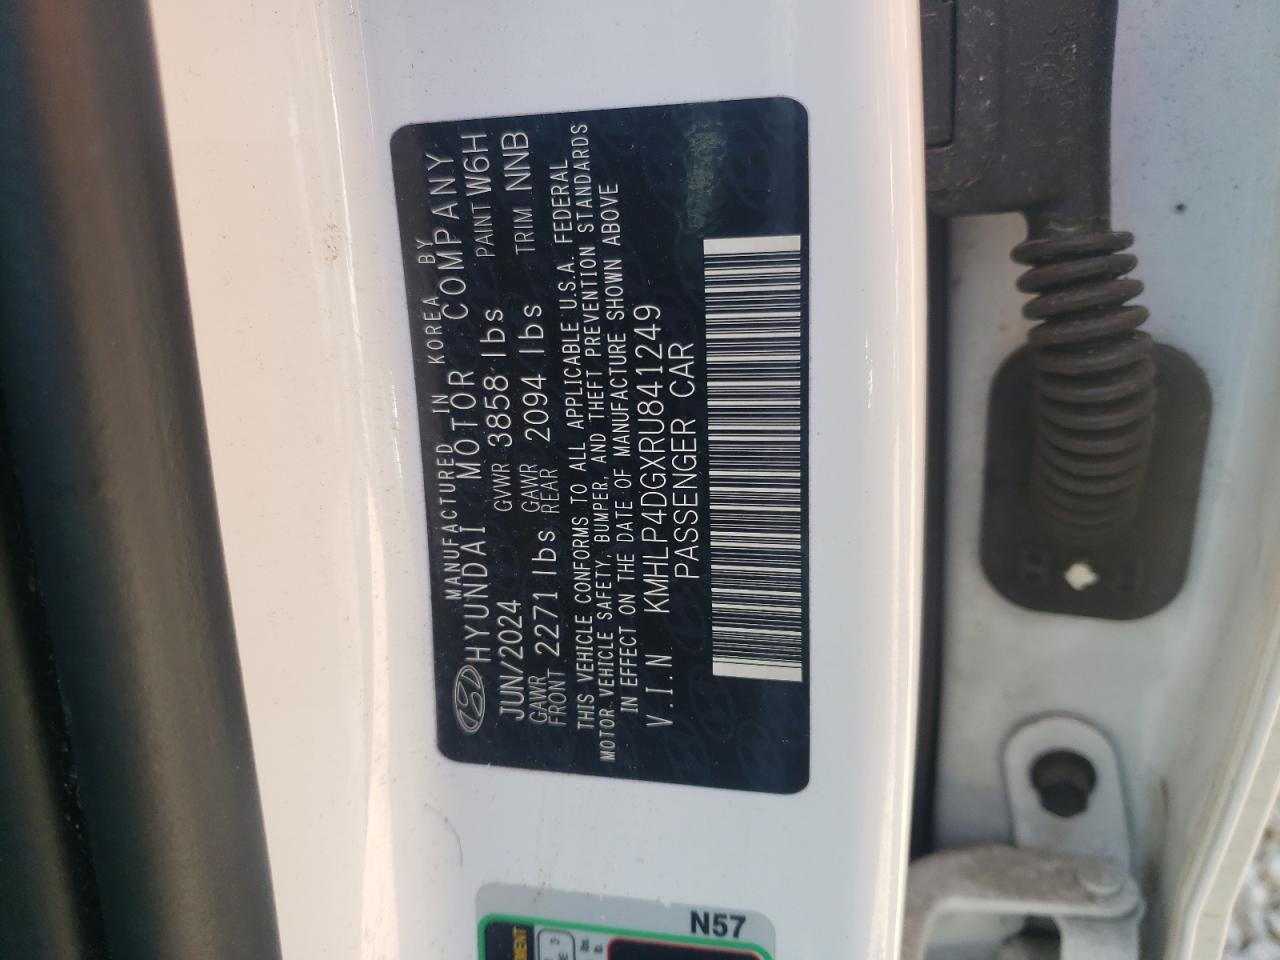 MANUFACTURED IN KOREA BY
HYUNDAI MOTOR COMPANY
JUN/2024 GVWR 3858 lbs PAINT W6H
GAWR FRONT 2271 lbs GAWR REAR 2094 lbs TRIM NNB
THIS VEHICLE CONFORMS TO ALL APPLICABLE U.S.A. FEDERAL
MOTOR VEHICLE SAFETY, BUMPER, AND THEFT PREVENTION STANDARDS
IN EFFECT ON THE DATE OF MANUFACTURE SHOWN ABOVE
V.I.N KMHLP4DGXRU841249
PASSENGER CAR
N57